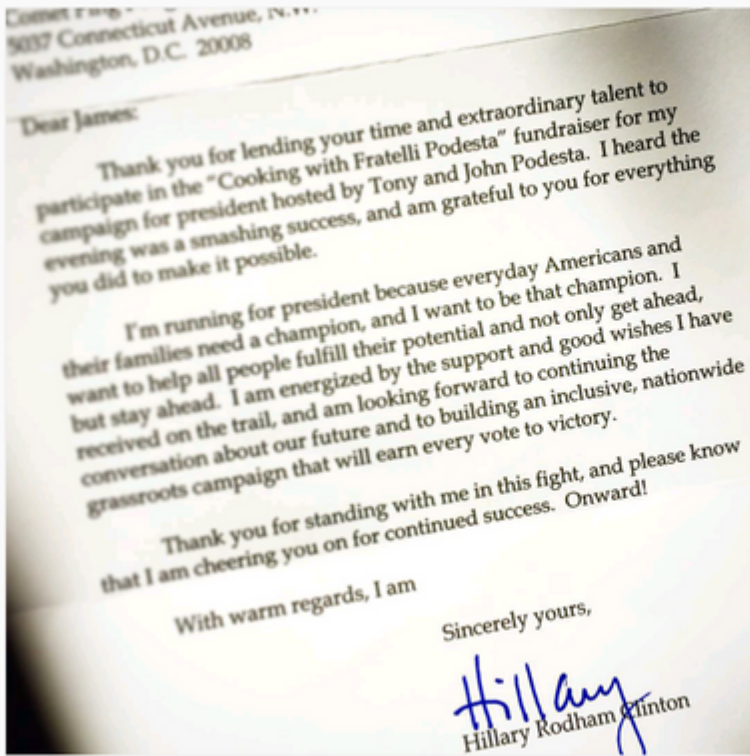 Comet Ping
5037 Connecticut Avenue, N.W.
Washington, D.C. 20008
Dear James:
Thank you for lending your time and extraordinary talent to
participate in the "Cooking with Fratelli Podesta" fundraiser for my
campaign for president hosted by Tony and John Podesta. I heard the
evening was a smashing success, and am grateful to you for everything
you did to make it possible.
I'm running for president because everyday Americans and
their families need a champion, and I want to be that champion. I
want to help all people fulfill their potential and not only get ahead,
but stay ahead. I am energized by the support and good wishes I have
received on the trail, and am looking forward to continuing the
conversation about our future and to building an inclusive, nationwide
grassroots campaign that will earn every vote to victory.
Thank you for standing with me in this fight, and please know
that I am cheering you on for continued success. Onward!
With warm regards, I am
Sincerely yours,
Hillary
Hillary Rodham Clinton